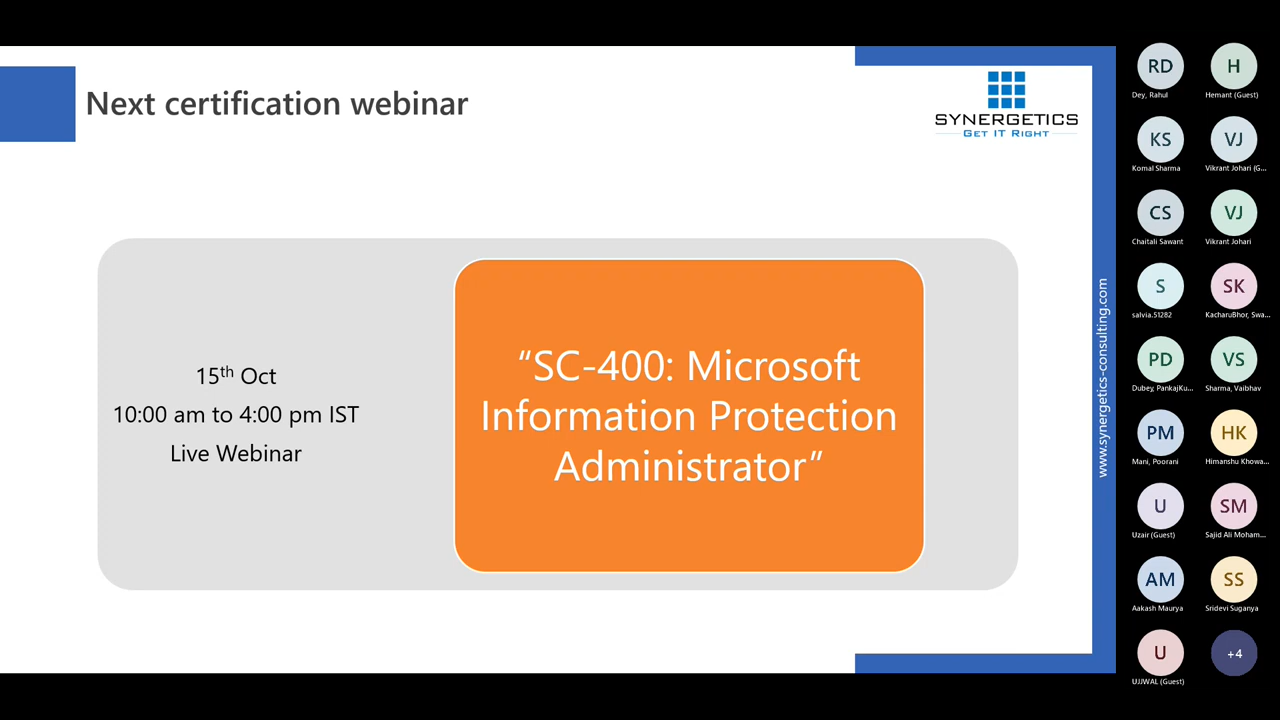 Next certification webinar
SYNERGETICS
GET IT RIGHT
15th Oct
10:00 am to 4:00 pm IST
Live Webinar
“SC-400: Microsoft
Information Protection
Administrator”
www.synergetics-consulting.com
RD
Dey, Rahul
H
Hemant (Guest)
KS
Komal Sharma
VJ
Vikrant Johari (G...
CS
Chaitali Sawant
VJ
Vikrant Johari
S
salvia.51282
SK
KacharuBhor, Swa...
PD
Dubey, PankajKu...
VS
Sharma, Vaibhav
PM
Mani, Poorani
HK
Himanshu Khowa...
U
Uzair (Guest)
SM
Sajid Ali Moham...
AM
Aakash Maurya
SS
Sridevi Suganya
U
UJJWAL (Guest)
+4